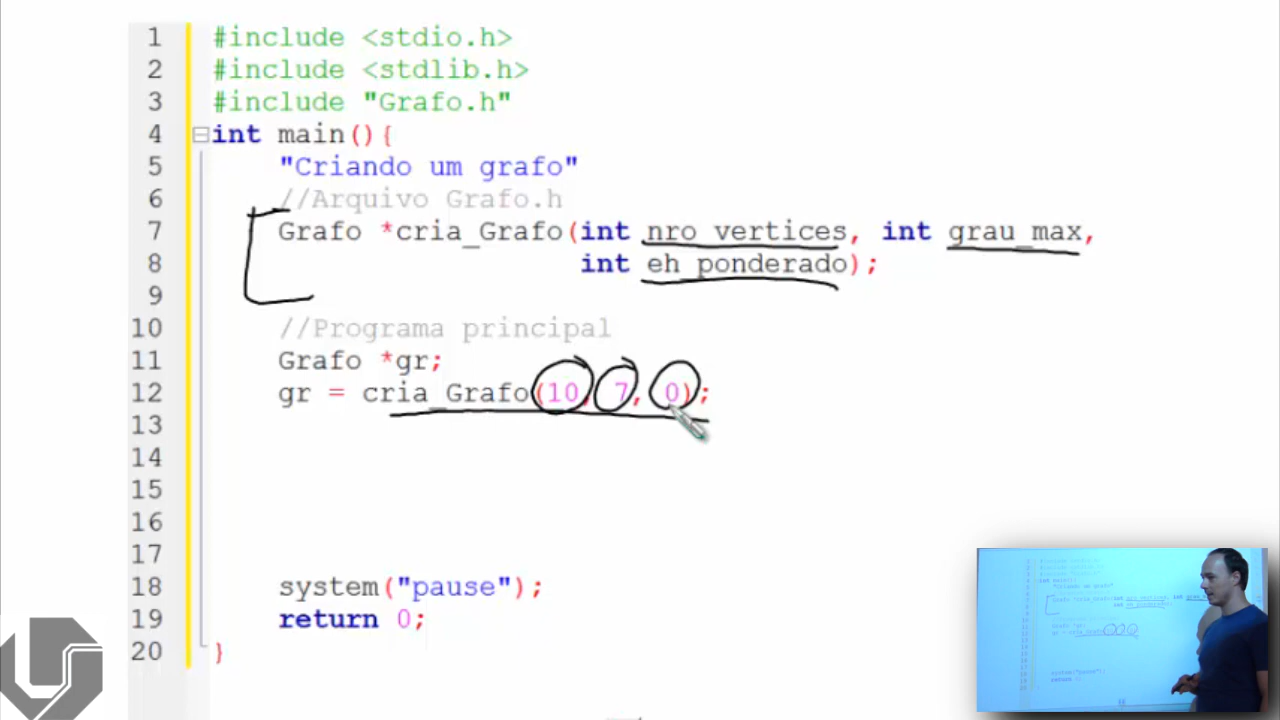 1 #include <stdio.h>
2 #include <stdlib.h>
3 #include "Grafo.h"
4 int main(){
5 "Criando um grafo"
6 //Arquivo Grafo.h
7 Grafo *cria_Grafo(int nro_vertices, int grau_max,
8 int eh_ponderado);
9
10 //Programa principal
11 Grafo *gr;
12 gr = cria_Grafo(10, 7, 0);
13
14
15
16
17
18 system("pause");
19 return 0;
20 }